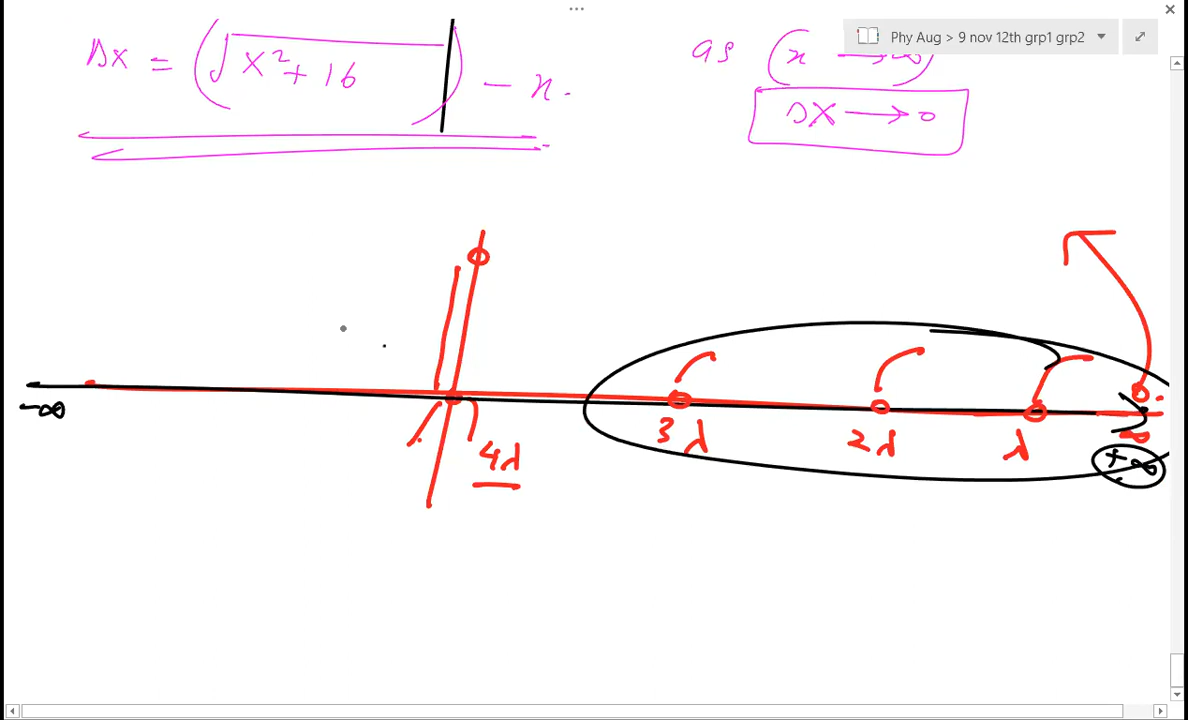 Phy Aug > 9 nov 12th grp1 grp2
Δx = (√x²+16) - x.
as (x → ∞)
Δx → 0
4λ 3λ 2λ λ ∞
-∞
+∞